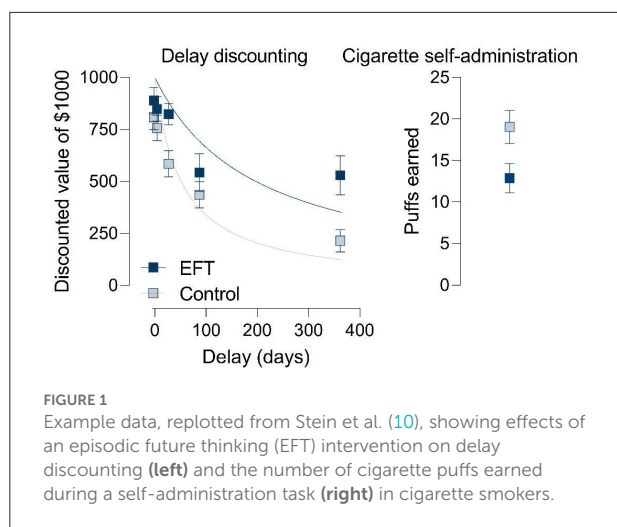 Delay discounting
Cigarette self-administration
Discounted value of $1000
1000
750
500
250
0
EFT
Control
0 100 200 300 400
Delay (days)
Puffs earned
25
20
15
10
5
0
FIGURE 1
Example data, replotted from Stein et al. (10), showing effects of
an episodic future thinking (EFT) intervention on delay
discounting (left) and the number of cigarette puffs earned
during a self-administration task (right) in cigarette smokers.